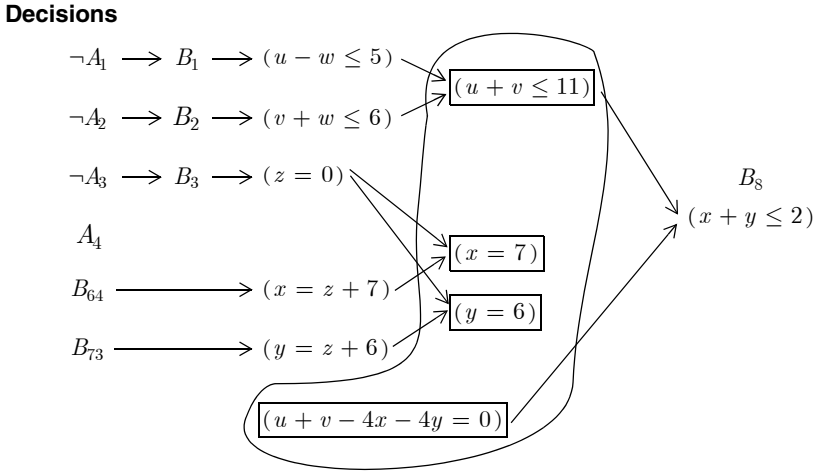 Decisions
¬A₁ → B₁ → (u − w ≤ 5)
(u + v ≤ 11)
¬A₂ → B₂ → (v + w ≤ 6)
¬A₃ → B₃ → (z = 0)
B₈
(x + y ≤ 2)
A₄
(x = 7)
B₆₄ → (x = z + 7)
(y = 6)
B₇₃ → (y = z + 6)
(u + v − 4x − 4y = 0)